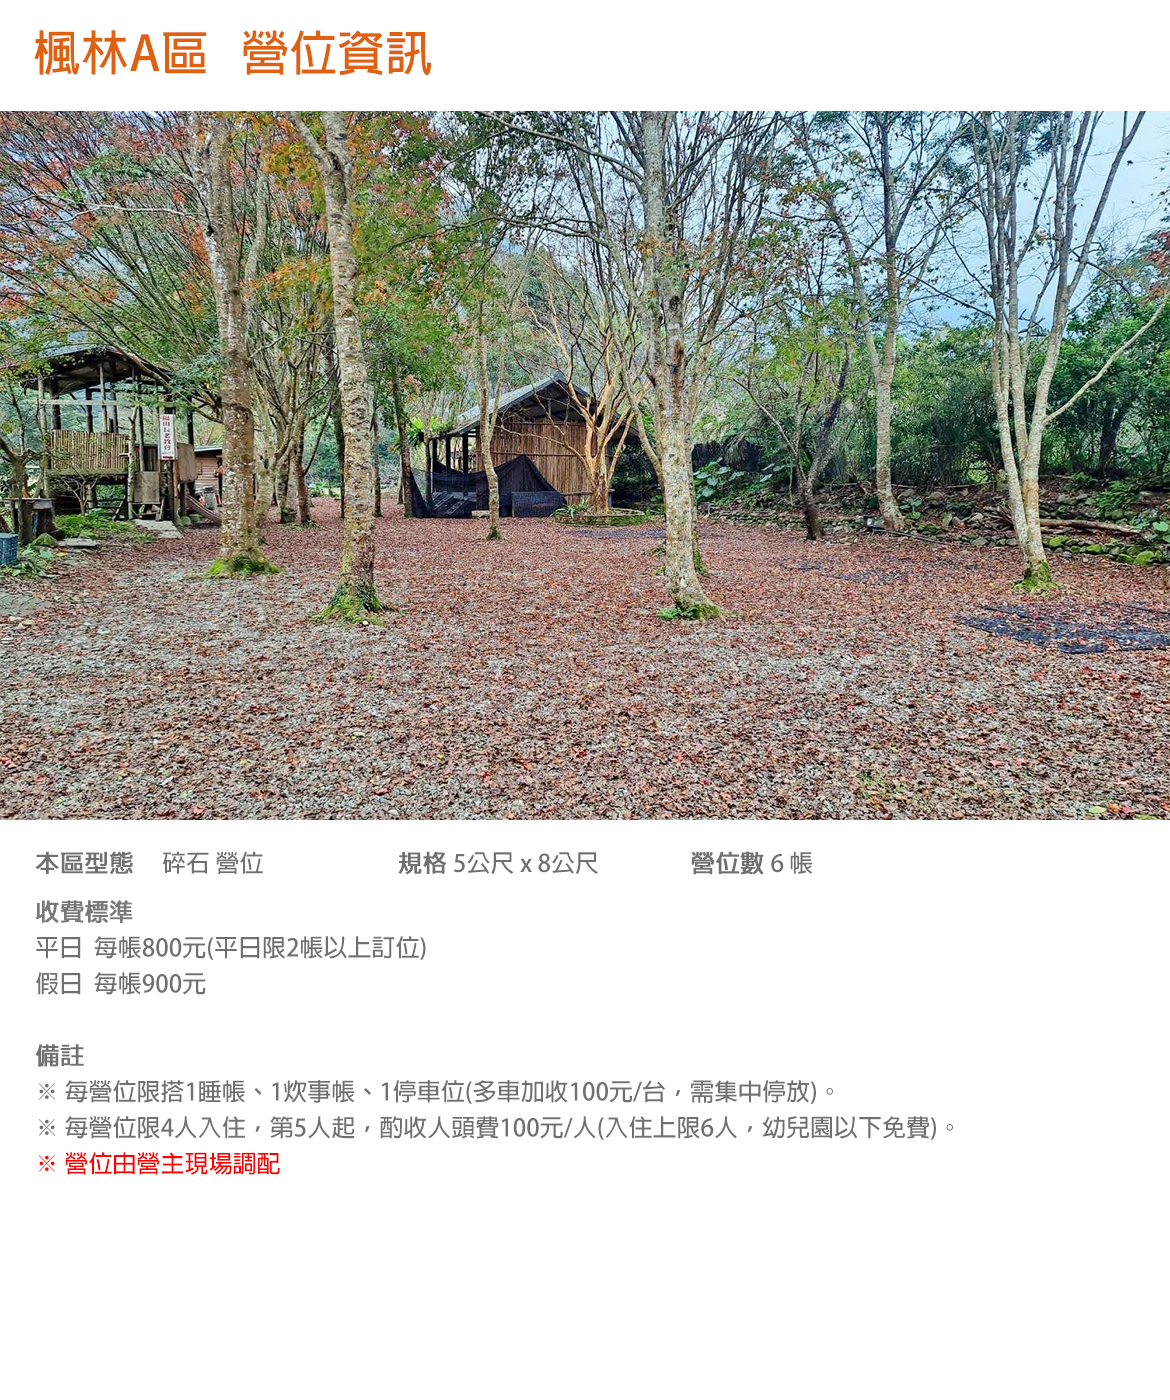 楓林A區 營位資訊
福山長老教會
本區型態 碎石 營位 規格 5公尺 x 8公尺 營位數 6 帳
收費標準
平日 每帳800元(平日限2帳以上訂位)
假日 每帳900元
備註
※ 每營位限搭1睡帳、1炊事帳、1停車位(多車加收100元/台，需集中停放)。
※ 每營位限4人入住，第5人起，酌收人頭費100元/人(入住上限6人，幼兒園以下免費)。
※ 營位由營主現場調配